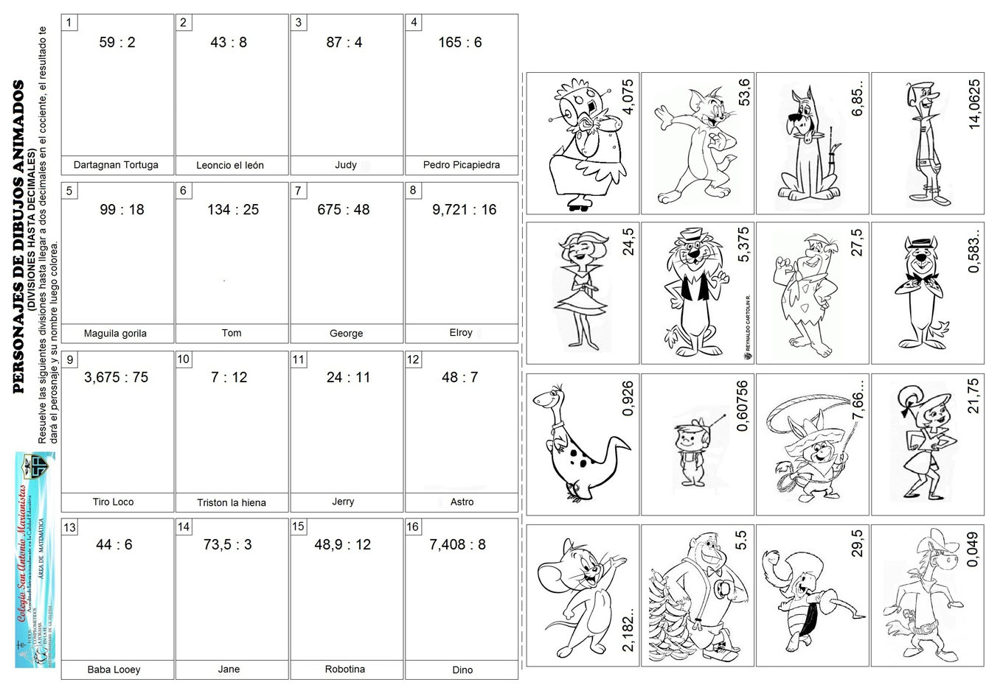 PERSONAJES DE DIBUJOS ANIMADOS
(DIVISIONES HASTA DECIMALES)
Resuelve las siguientes divisiones hasta llegar a dos decimales en el cociente, el resultado te
dará el perosnaje y su nombre luego colorea.
Colegio San Antonio Marianistas
ÁREA DE MATEMÁTICA
1
59 : 2
Dartagnan Tortuga
2
43 : 8
Leoncio el león
3
87 : 4
Judy
4
165 : 6
Pedro Picapiedra
5
99 : 18
Maguila gorila
6
134 : 25
Tom
7
675 : 48
George
8
9,721 : 16
Elroy
9
3,675 : 75
Tiro Loco
10
7 : 12
Triston la hiena
11
24 : 11
Jerry
12
48 : 7
Astro
13
44 : 6
Baba Looey
14
73,5 : 3
Jane
15
48,9 : 12
Robotina
16
7,408 : 8
Dino
4,075
53,6
6,85..
14,0625
24,5
5,375
REYNALDO CARTOLIN R.
27,5
0,583..
0,926
0,60756
7,66...
21,75
2,182..
5.5
29,5
0,049